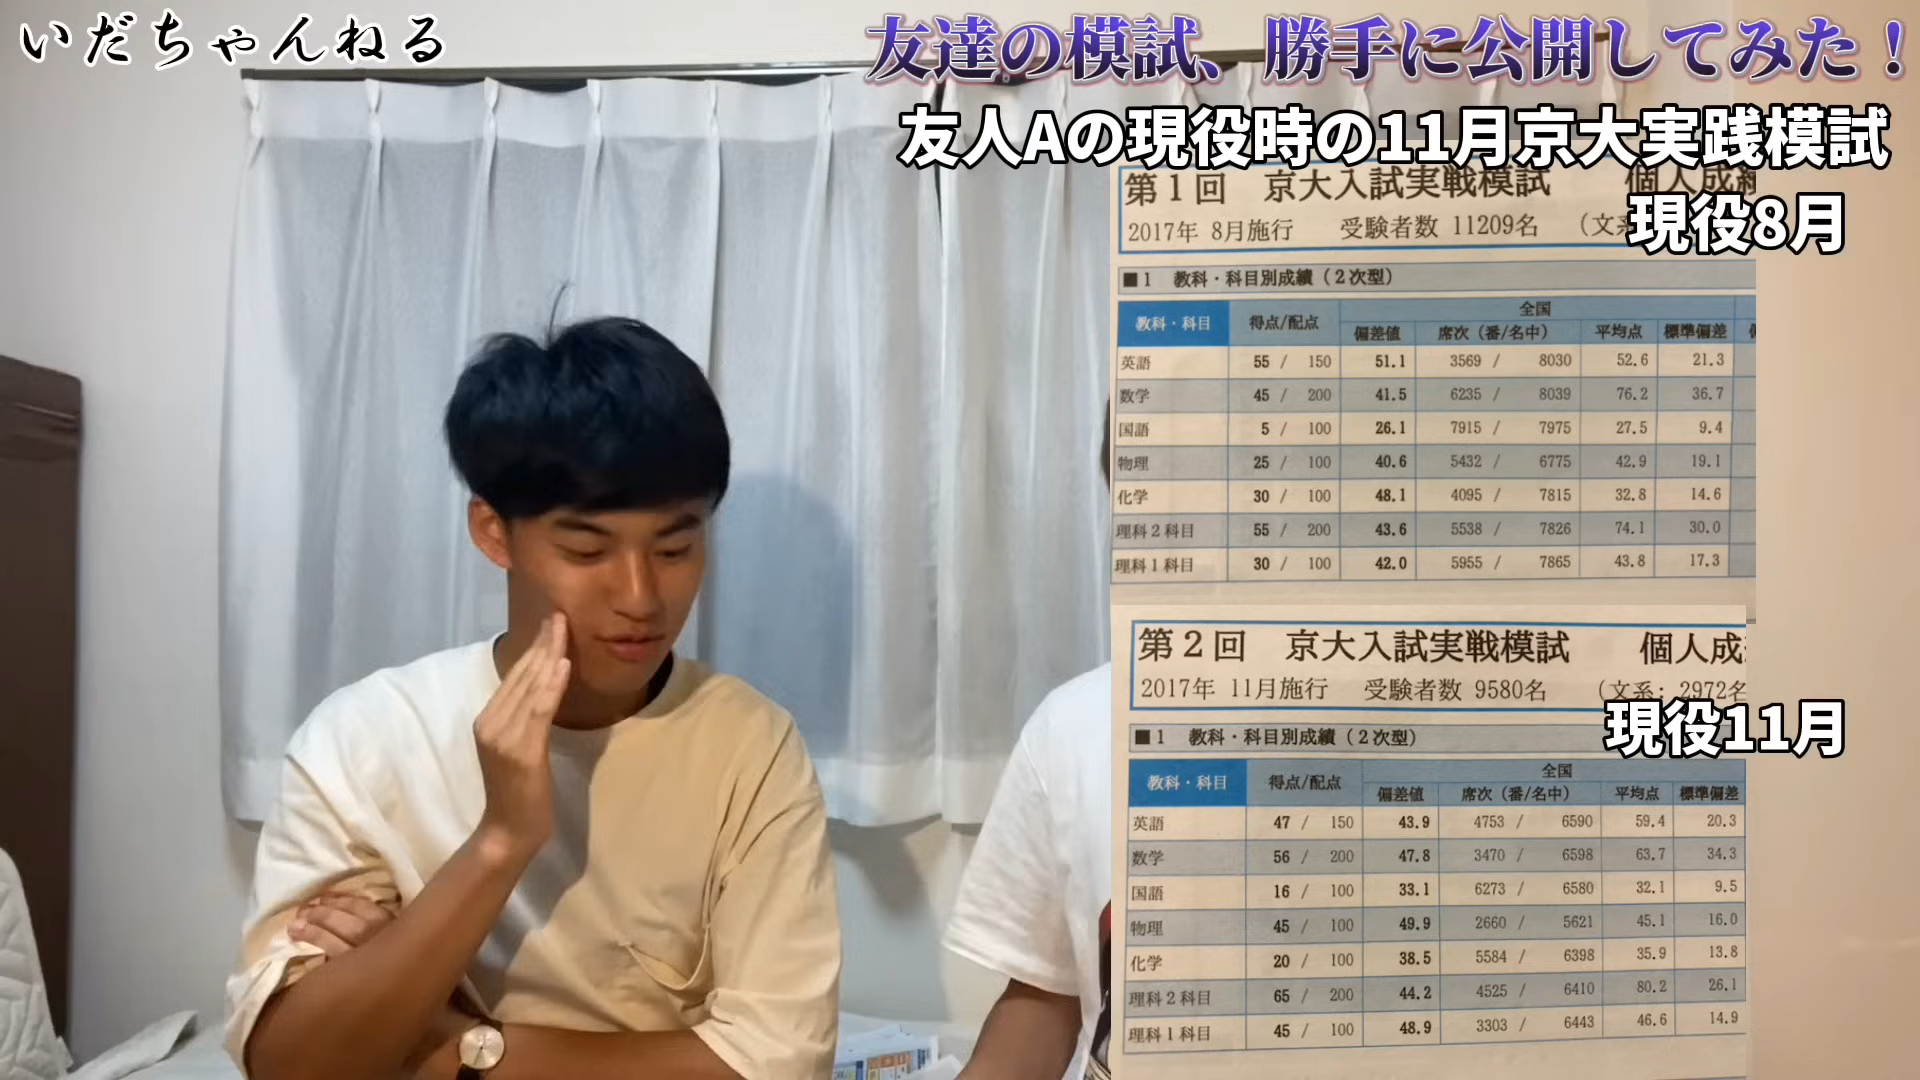 いだちゃんねる
友達の模試、勝手に公開してみた!
友人Aの現役時の11月京大実践模試
第1回 京大入試実戦模試 個人成績
現役8月
2017年 8月施行 受験者数 11209名 (文系
■1 教科・科目別成績(2次型)
教科・科目 得点/配点 全国
偏差値 席次(番/名中) 平均点 標準偏差
英語 55 / 150 51.1 3569 / 8030 52.6 21.3
数学 45 / 200 41.5 6235 / 8039 76.2 36.7
国語 5 / 100 26.1 7915 / 7975 27.5 9.4
物理 25 / 100 40.6 5432 / 6775 42.9 19.1
化学 30 / 100 48.1 4095 / 7815 32.8 14.6
理科2科目 55 / 200 43.6 5538 / 7826 74.1 30.0
理科1科目 30 / 100 42.0 5955 / 7865 43.8 17.3
第2回 京大入試実戦模試 個人成
2017年 11月施行 受験者数 9580名 (文系: 2972名
現役11月
■1 教科・科目別成績(2次型)
教科・科目 得点/配点 全国
偏差値 席次(番/名中) 平均点 標準偏差
英語 47 / 150 43.9 4753 / 6590 59.4 20.3
数学 56 / 200 47.8 3470 / 6598 63.7 34.3
国語 16 / 100 33.1 6273 / 6580 32.1 9.5
物理 45 / 100 49.9 2660 / 5621 45.1 16.0
化学 20 / 100 38.5 5584 / 6398 35.9 13.8
理科2科目 65 / 200 44.2 4525 / 6410 80.2 26.1
理科1科目 45 / 100 48.9 3303 / 6443 46.6 14.9